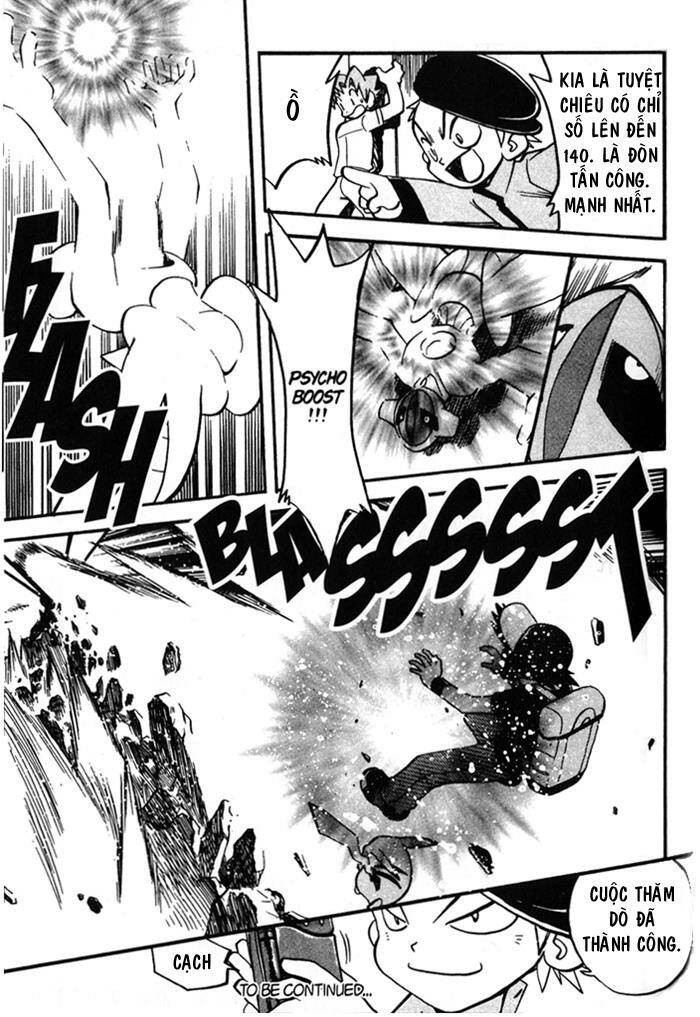 KIA LÀ TUYỆT
CHIÊU CÓ CHỈ
SỐ LÊN ĐẾN
140. LÀ ĐÒN
TẤN CÔNG.
MẠNH NHẤT.
Ồ
PSYCHO
BOOST
!!!
FLASH
BLASSSSSST
CUỘC THĂM
DÒ ĐÃ
THÀNH CÔNG.
CẠCH
TO BE CONTINUED...